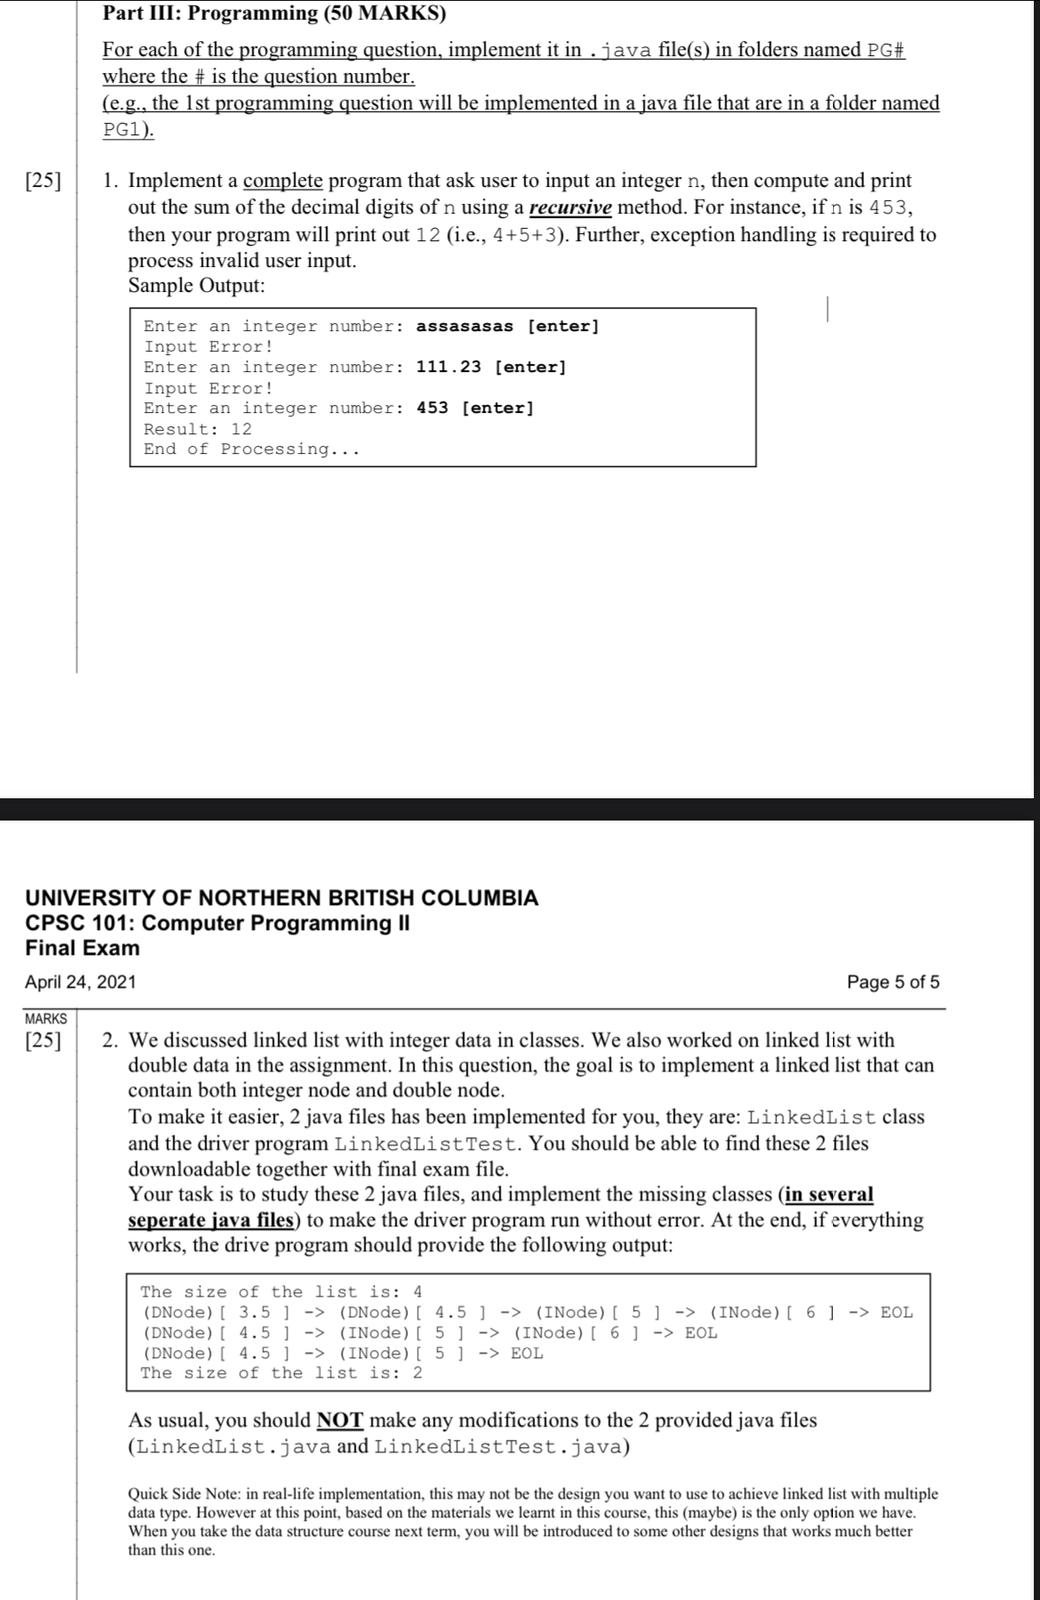 Part III: Programming (50 MARKS)
For each of the programming question, implement it in .java file(s) in folders named PG#
where the # is the question number.
(e.g., the 1st programming question will be implemented in a java file that are in a folder named
PG1).
[25] 1. Implement a complete program that ask user to input an integer n, then compute and print
out the sum of the decimal digits of n using a recursive method. For instance, if n is 453,
then your program will print out 12 (i.e., 4+5+3). Further, exception handling is required to
process invalid user input.
Sample Output:
Enter an integer number: assasasas [enter]
Input Error!
Enter an integer number: 111.23 [enter]
Input Error!
Enter an integer number: 453 [enter]
Result: 12
End of Processing...
UNIVERSITY OF NORTHERN BRITISH COLUMBIA
CPSC 101: Computer Programming II
Final Exam
April 24, 2021 Page 5 of 5
MARKS
[25] 2. We discussed linked list with integer data in classes. We also worked on linked list with
double data in the assignment. In this question, the goal is to implement a linked list that can
contain both integer node and double node.
To make it easier, 2 java files has been implemented for you, they are: LinkedList class
and the driver program LinkedListTest. You should be able to find these 2 files
downloadable together with final exam file.
Your task is to study these 2 java files, and implement the missing classes (in several
seperate java files) to make the driver program run without error. At the end, if everything
works, the drive program should provide the following output:
The size of the list is: 4
(DNode)[ 3.5 ] -> (DNode)[ 4.5 ] -> (INode)[ 5 ] -> (INode)[ 6 ] -> EOL
(DNode)[ 4.5 ] -> (INode)[ 5 ] -> (INode)[ 6 ] -> EOL
(DNode)[ 4.5 ] -> (INode)[ 5 ] -> EOL
The size of the list is: 2
As usual, you should NOT make any modifications to the 2 provided java files
(LinkedList.java and LinkedListTest.java)
Quick Side Note: in real-life implementation, this may not be the design you want to use to achieve linked list with multiple
data type. However at this point, based on the materials we learnt in this course, this (maybe) is the only option we have.
When you take the data structure course next term, you will be introduced to some other designs that works much better
than this one.